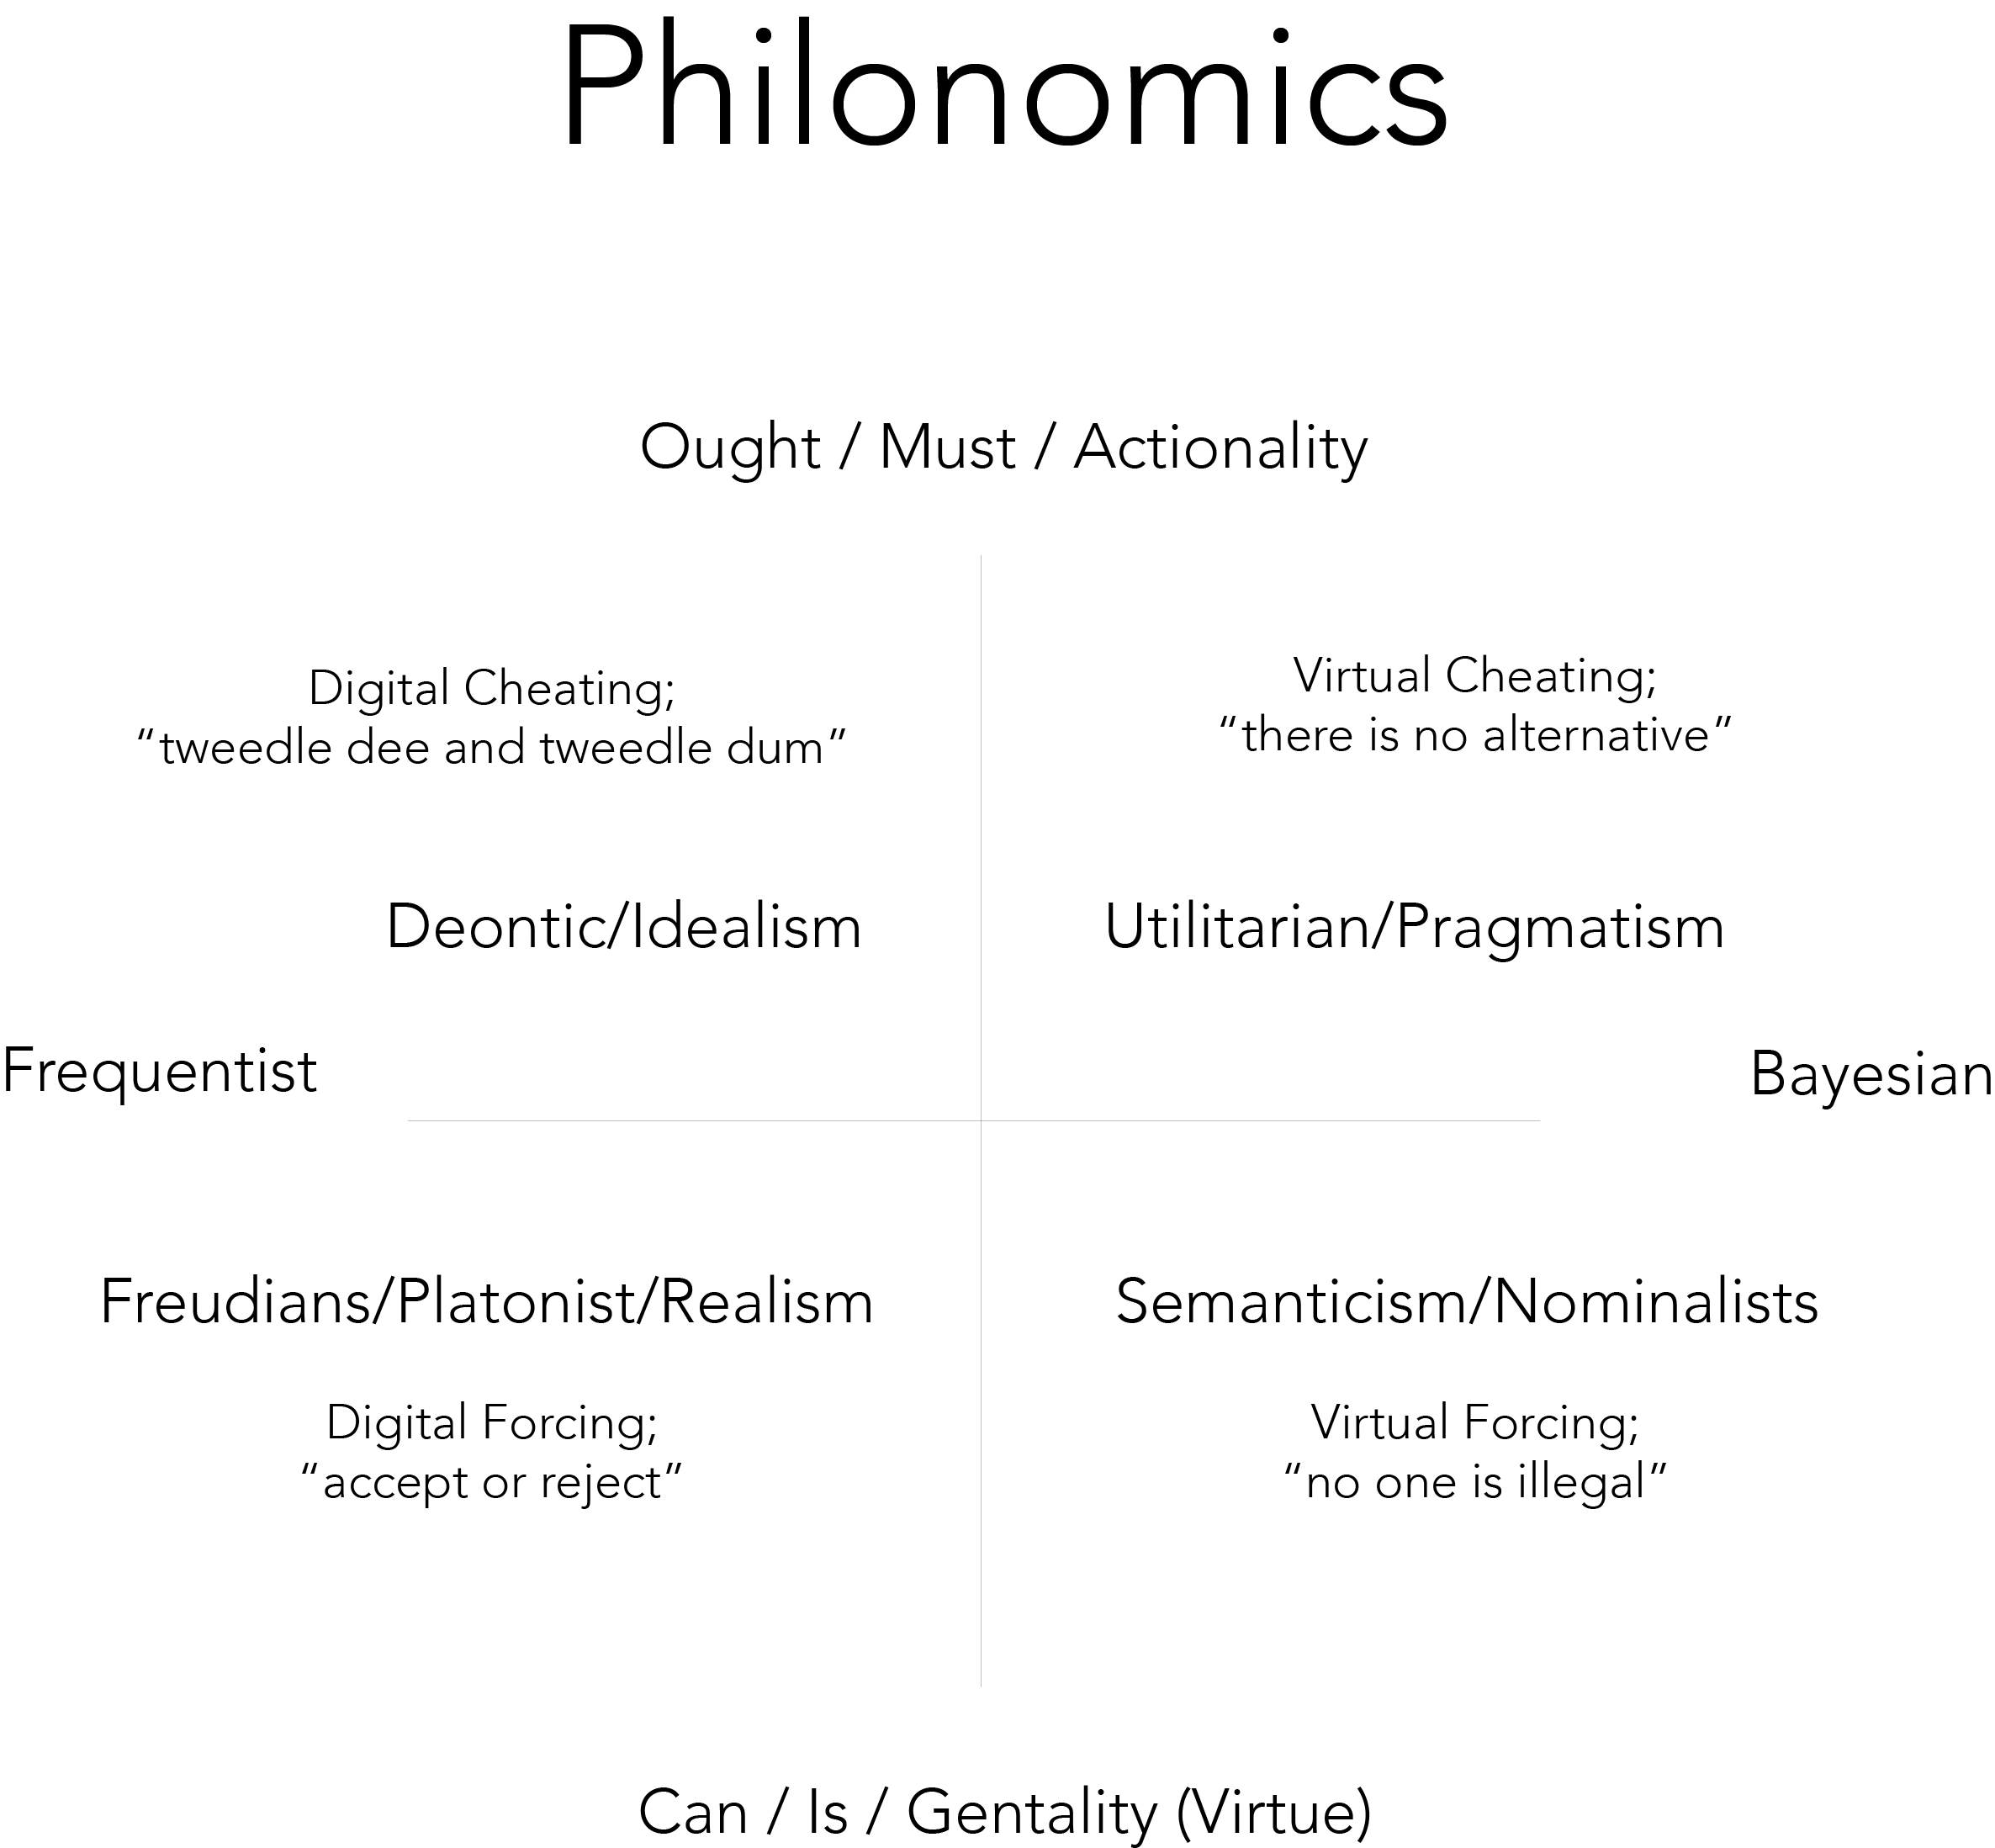 Philonomics
Ought / Must / Actionality
Digital Cheating;
“tweedle dee and tweedle dum”
Virtual Cheating;
“there is no alternative”
Deontic/Idealism
Utilitarian/Pragmatism
Frequentist
Bayesian
Freudians/Platonist/Realism
Semanticism/Nominalists
Digital Forcing;
“accept or reject”
Virtual Forcing;
“no one is illegal”
Can / Is / Gentality (Virtue)